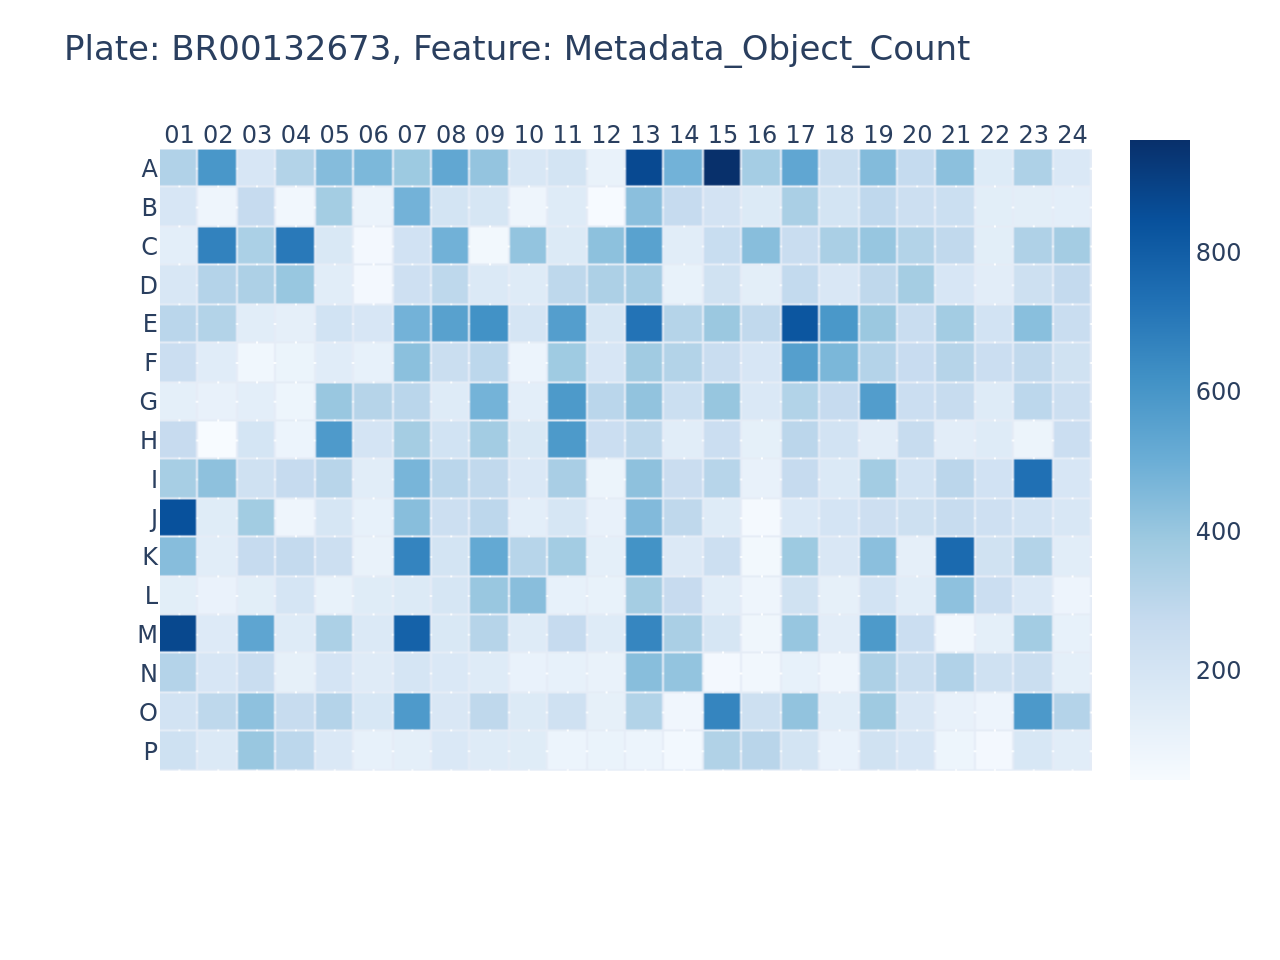 Plate: BR00132673, Feature: Metadata_Object_Count
01 02 03 04 05 06 07 08 09 10 11 12 13 14 15 16 17 18 19 20 21 22 23 24
A
B
C
D
E
F
G
H
I
J
K
L
M
N
O
P
800
600
400
200